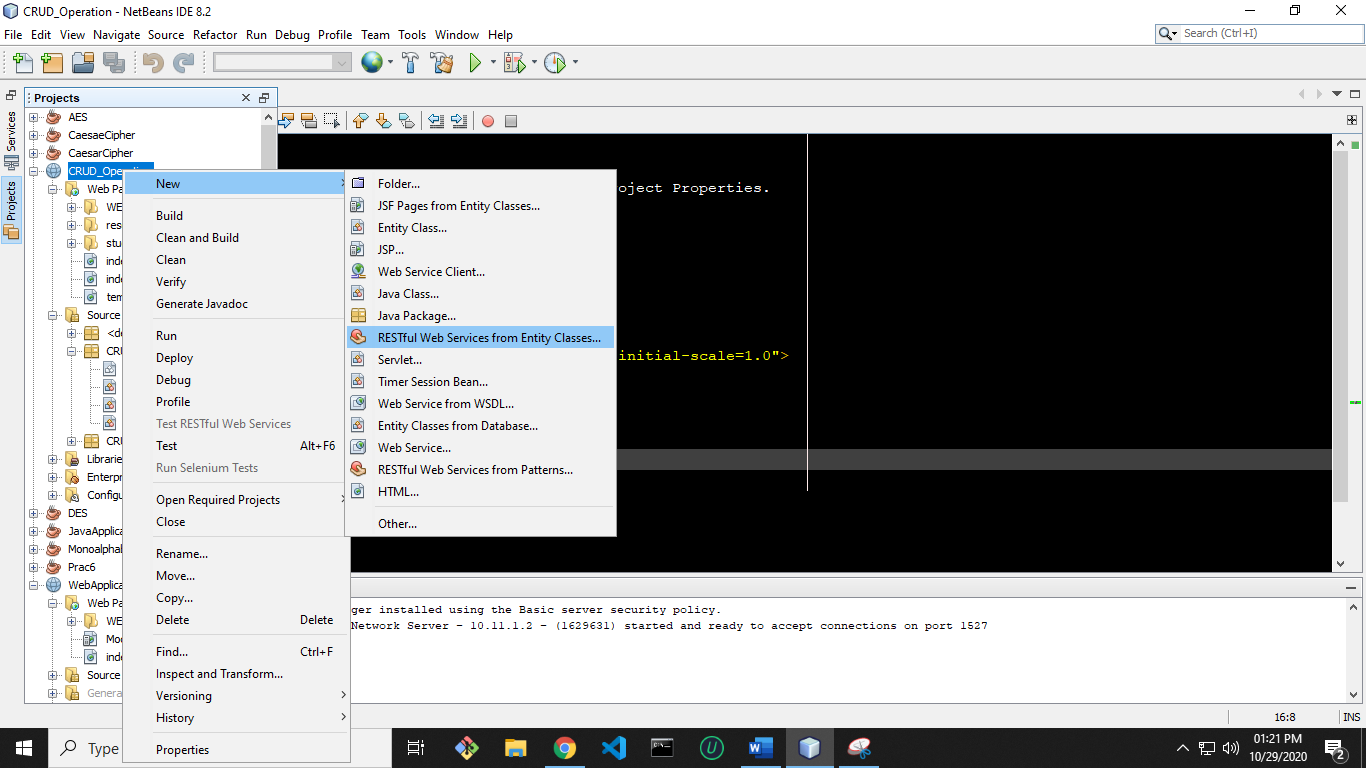 CRUD_Operation - NetBeans IDE 8.2
File Edit View Navigate Source Refactor Run Debug Profile Team Tools Window Help
Search (Ctrl+I)
Services
Projects
Projects
AES
CaesaeCipher
CaesarCipher
CRUD_Operation
Web Pa
WE
res
stu
ind
ind
tem
Source
<de
CRU
CRU
Librarie
Enterpr
Configu
DES
JavaApplica
Monoalphal
Prac6
WebApplica
Web Pa
WE
Moc
ind
Source
Genera
New
Build
Clean and Build
Clean
Verify
Generate Javadoc
Run
Deploy
Debug
Profile
Test RESTful Web Services
Test Alt+F6
Run Selenium Tests
Open Required Projects
Close
Rename...
Move...
Copy...
Delete Delete
Find... Ctrl+F
Inspect and Transform...
Versioning
History
Properties
Folder...
JSF Pages from Entity Classes...
Entity Class...
JSP...
Web Service Client...
Java Class...
Java Package...
RESTful Web Services from Entity Classes...
Servlet...
Timer Session Bean...
Web Service from WSDL...
Entity Classes from Database...
Web Service...
RESTful Web Services from Patterns...
HTML...
Other...
oject Properties.
initial-scale=1.0">
ger installed using the Basic server security policy.
Network Server - 10.11.1.2 - (1629631) started and ready to accept connections on port 1527
16:8 INS
Type
01:21 PM
10/29/2020
2